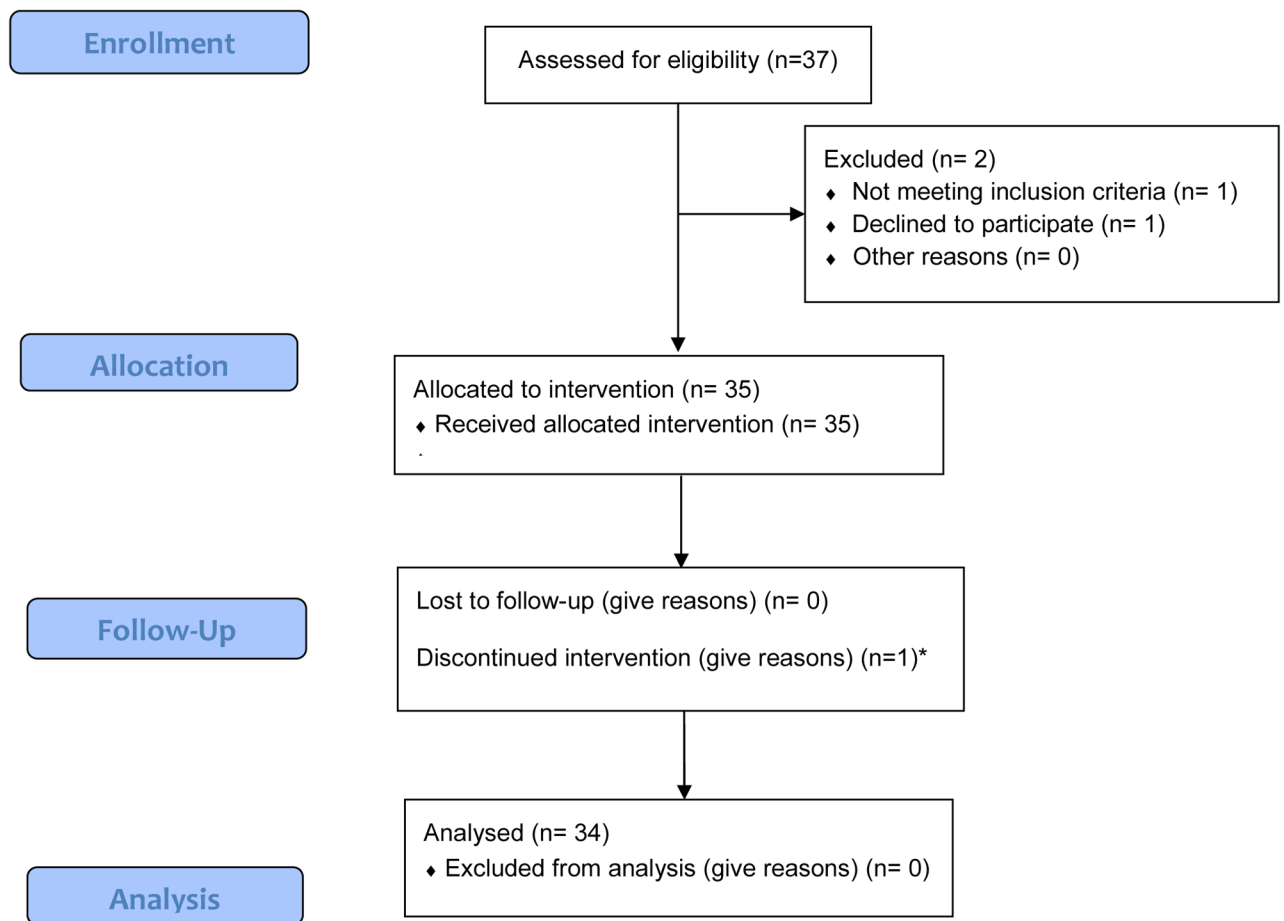 Enrollment
Assessed for eligibility (n=37)
Excluded (n= 2)
♦ Not meeting inclusion criteria (n= 1)
♦ Declined to participate (n= 1)
♦ Other reasons (n= 0)
Allocation
Allocated to intervention (n= 35)
♦ Received allocated intervention (n= 35)
Follow-Up
Lost to follow-up (give reasons) (n= 0)
Discontinued intervention (give reasons) (n=1)*
Analysed (n= 34)
♦ Excluded from analysis (give reasons) (n= 0)
Analysis